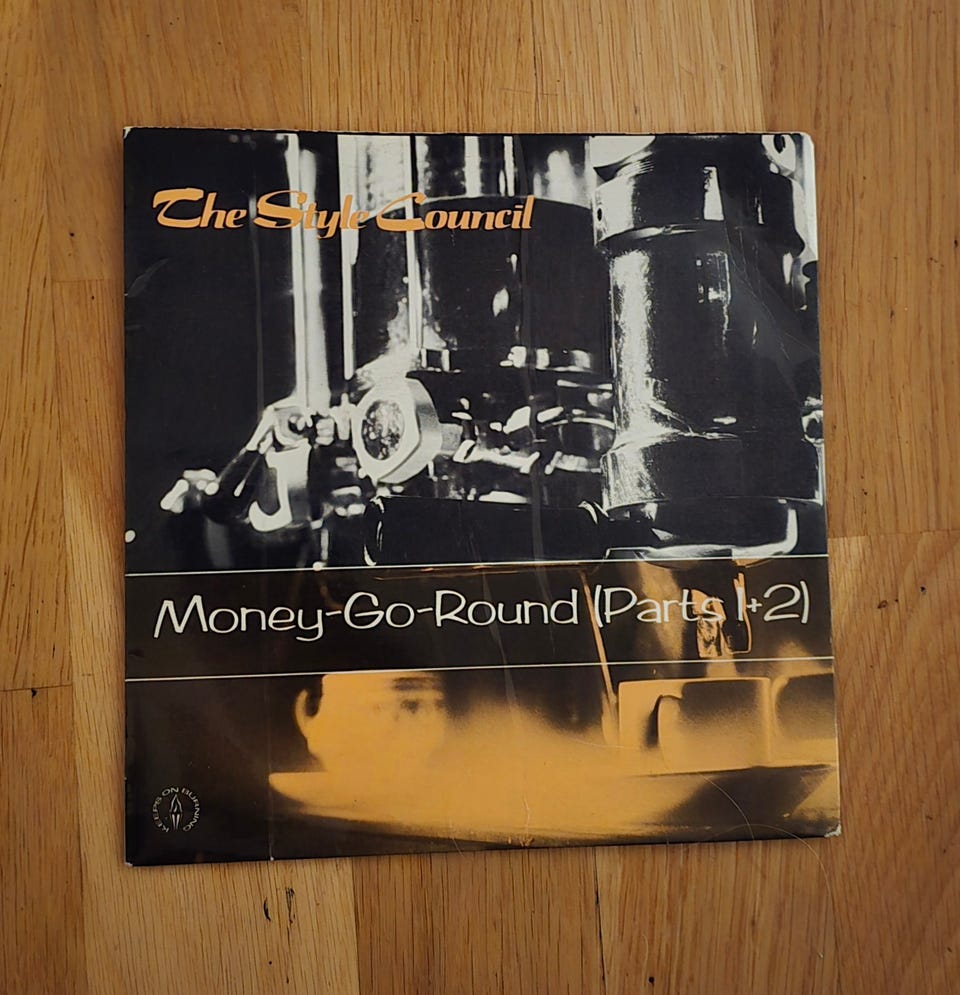 The Style Council
Money-Go-Round (Parts 1+2)
KEEPS ON BURNING